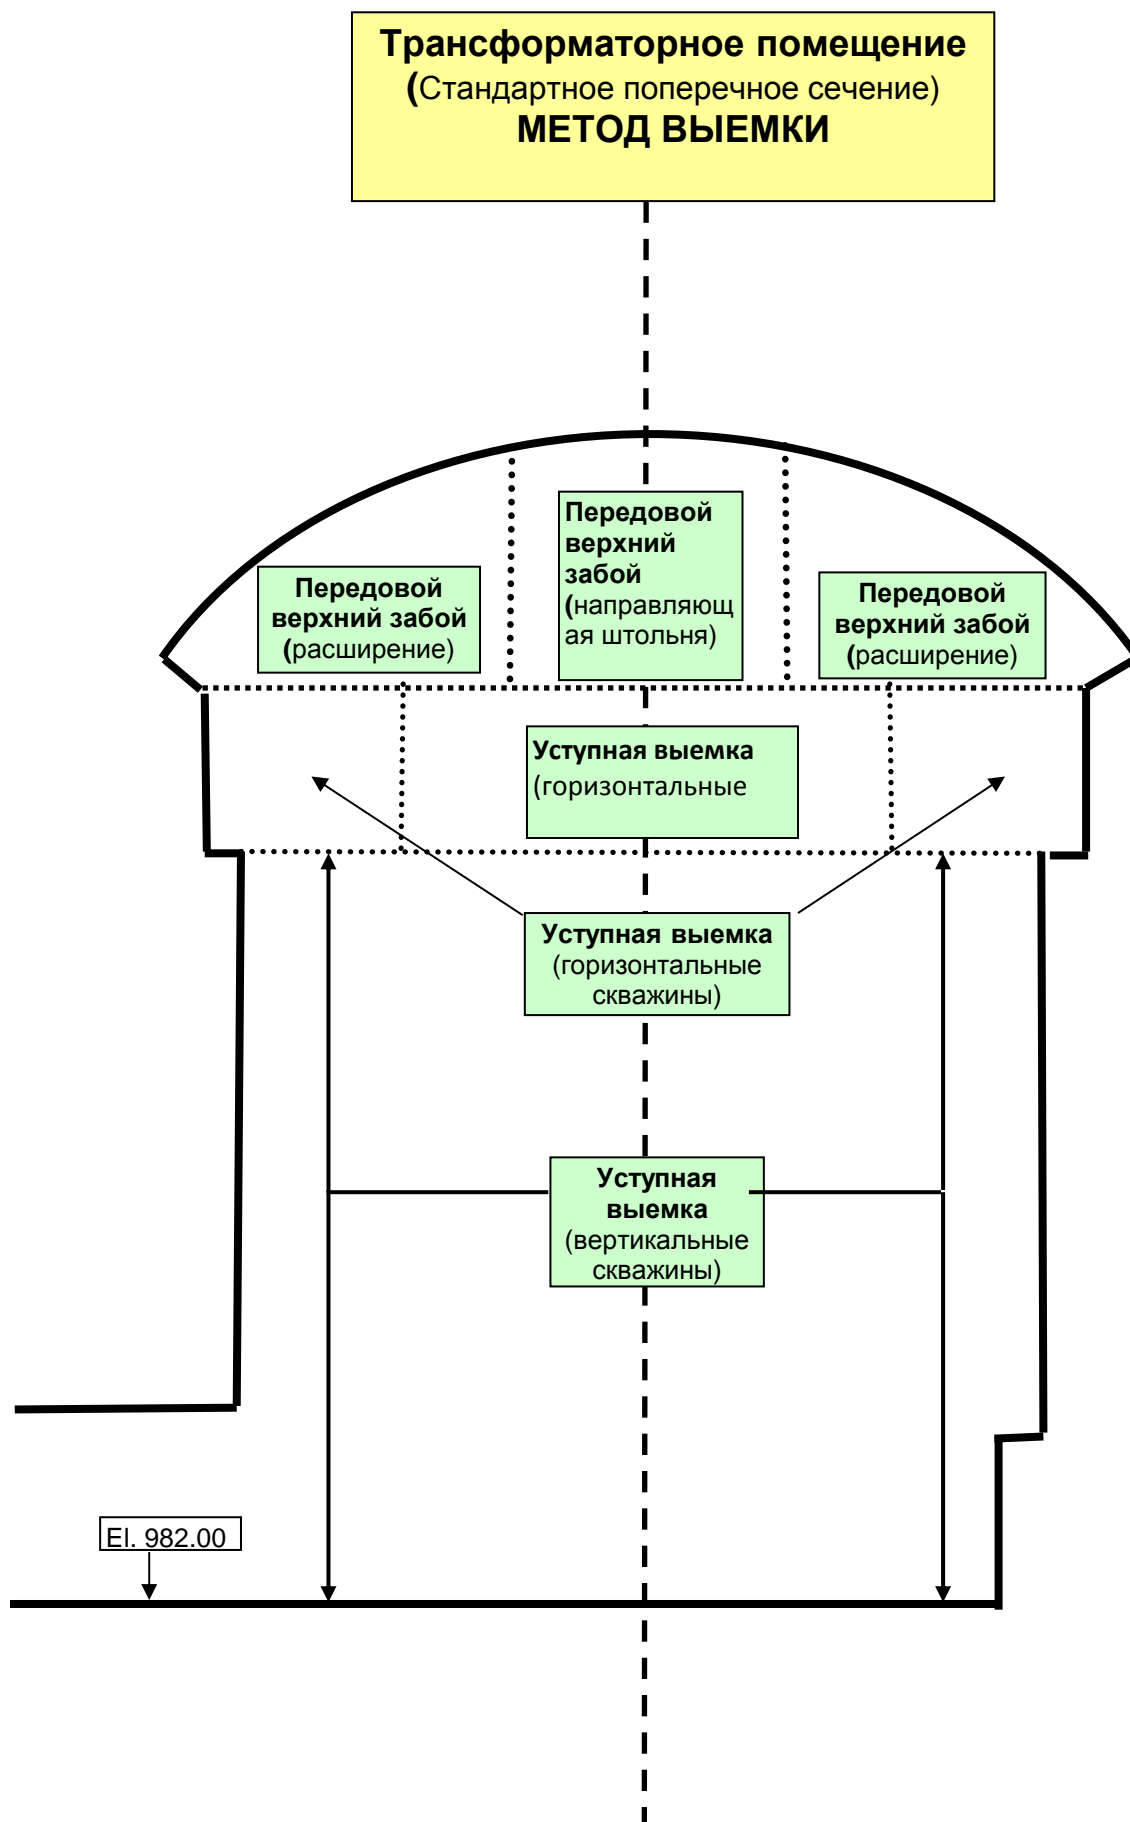 Трансформаторное помещение
(Стандартное поперечное сечение)
МЕТОД ВЫЕМКИ
Передовой
верхний
забой
(направляющ
ая штольня)
Передовой
верхний забой
(расширение)
Передовой
верхний забой
(расширение)
Уступная выемка
(горизонтальные
Уступная выемка
(горизонтальные
скважины)
Уступная
выемка
(вертикальные
скважины)
El. 982.00